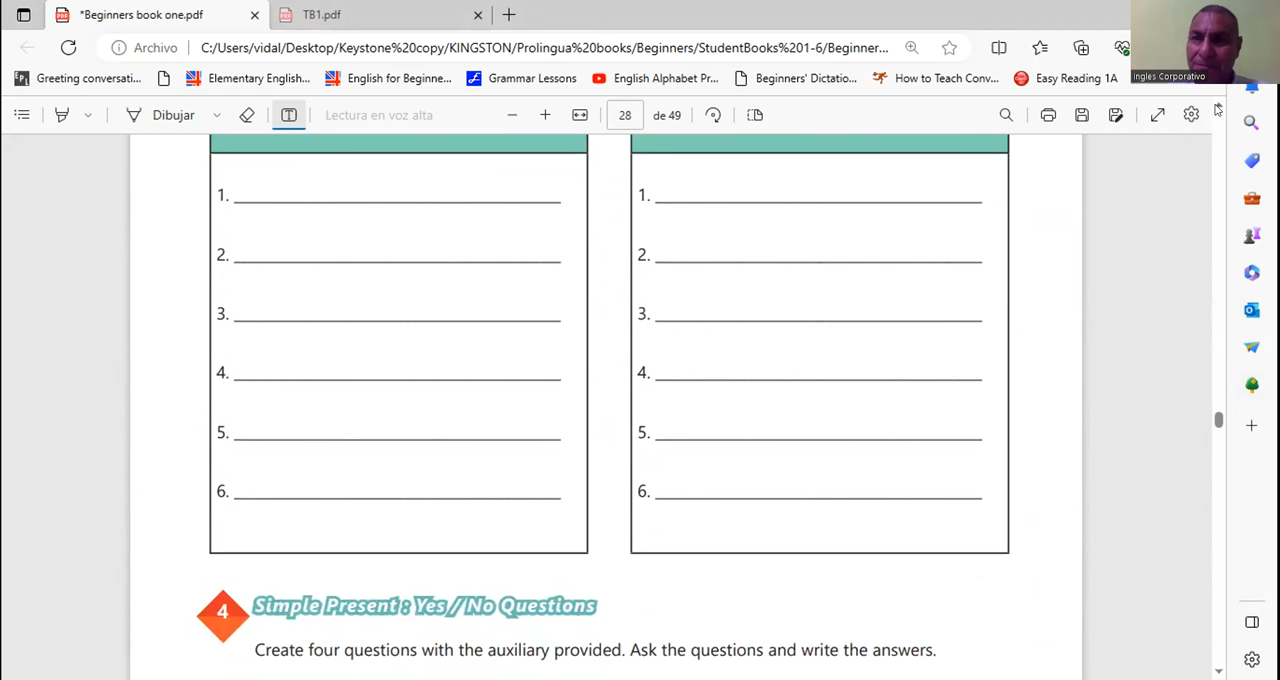 *Beginners book one.pdf
TB1.pdf
Archivo
C:/Users/vidal/Desktop/Keystone%20copy/KINGSTON/Prolingua%20books/Beginners/StudentBooks%201-6/Beginner...
Ingles Corporativo
Greeting conversati...
Elementary English...
English for Beginne...
Grammar Lessons
English Alphabet Pr...
Beginners' Dictatio...
How to Teach Conv...
Easy Reading 1A
Dibujar
Lectura en voz alta
28
de 49
1.
2.
3.
4.
5.
6.
1.
2.
3.
4.
5.
6.
4
Simple Present : Yes / No Questions
Create four questions with the auxiliary provided. Ask the questions and write the answers.